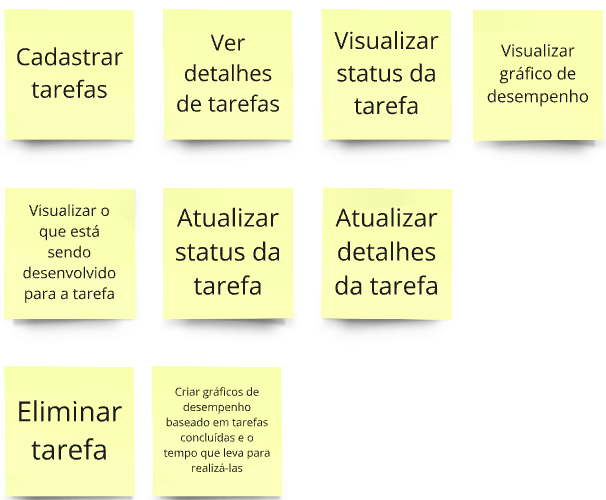 Cadastrar
tarefas
Ver
detalhes
de tarefas
Visualizar
status da
tarefa
Visualizar
gráfico de
desempenho
Visualizar o
que está
sendo
desenvolvido
para a tarefa
Atualizar
status da
tarefa
Atualizar
detalhes
da tarefa
Eliminar
tarefa
Criar gráficos de
desempenho
baseado em tarefas
concluídas e o
tempo que leva para
realizá-las